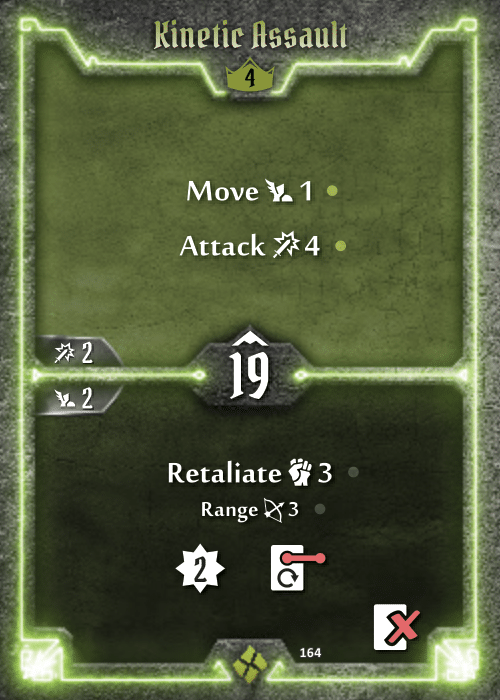 Kinetic Assault
4
Move 1
Attack 4
2
19
2
Retaliate 3
Range 3
2
164